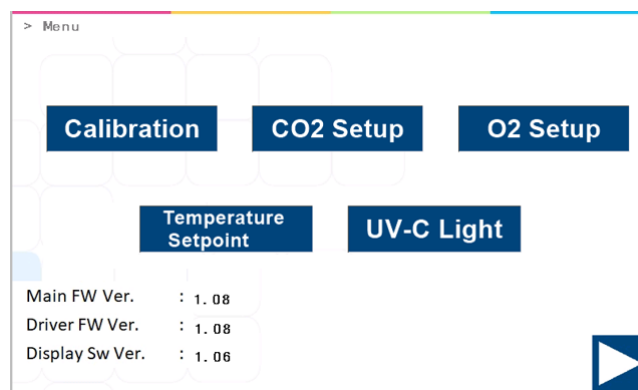 > Menu
Calibration
CO2 Setup
O2 Setup
Temperature
Setpoint
UV-C Light
Main FW Ver. : 1.08
Driver FW Ver. : 1.08
Display Sw Ver. : 1.06